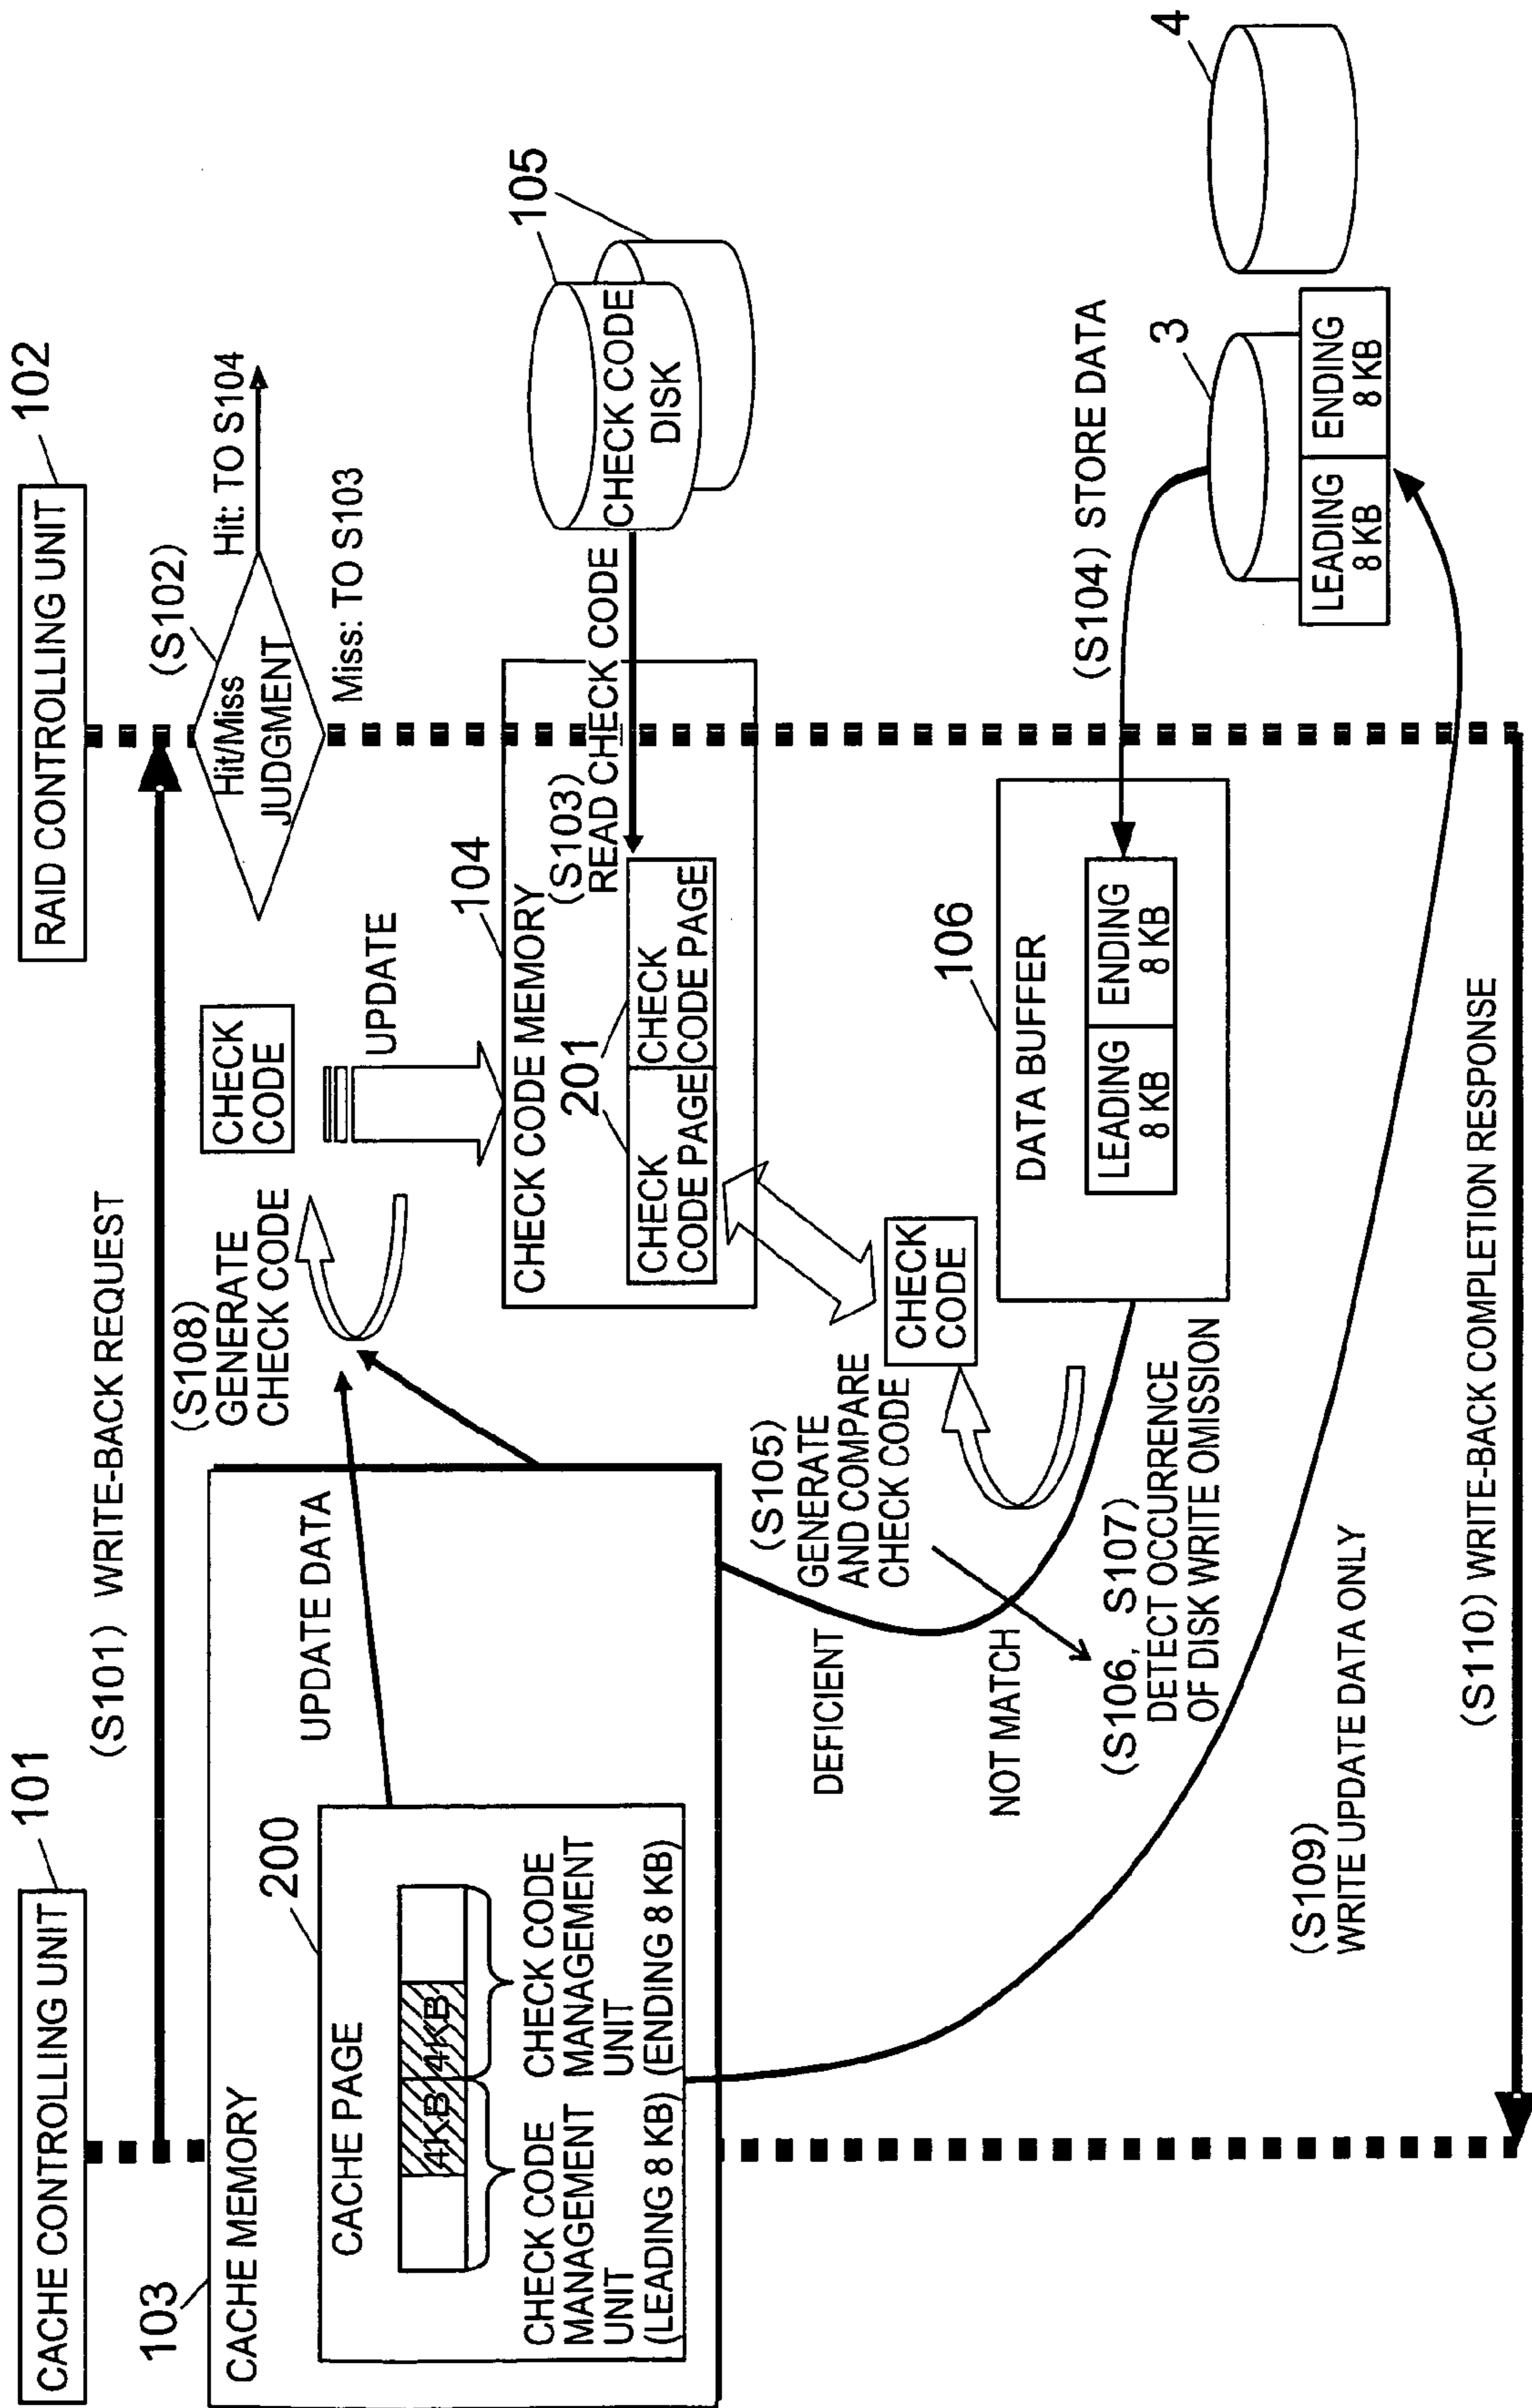 CACHE CONTROLLING UNIT
101
RAID CONTROLLING UNIT
102
(S101) WRITE-BACK REQUEST
(S102)
Hit/Miss
JUDGMENT
Hit: TO S104
Miss: TO S103
103
CACHE MEMORY
200
CACHE PAGE
4KB
4KB
CHECK CODE
MANAGEMENT
UNIT
(LEADING 8 KB)
CHECK CODE
MANAGEMENT
UNIT
(ENDING 8 KB)
UPDATE DATA
(S108)
GENERATE
CHECK CODE
CHECK
CODE
UPDATE
104
CHECK CODE MEMORY
201
CHECK
CODE PAGE
CHECK
CODE PAGE
(S103)
READ CHECK CODE
105
CHECK CODE
DISK
(S105)
GENERATE
AND COMPARE
CHECK CODE
CHECK
CODE
DEFICIENT
NOT MATCH
(S106, S107)
DETECT OCCURRENCE
OF DISK WRITE OMISSION
106
DATA BUFFER
LEADING
8 KB
ENDING
8 KB
(S104) STORE DATA
3
4
LEADING
8 KB
ENDING
8 KB
(S109)
WRITE UPDATE DATA ONLY
(S110) WRITE-BACK COMPLETION RESPONSE